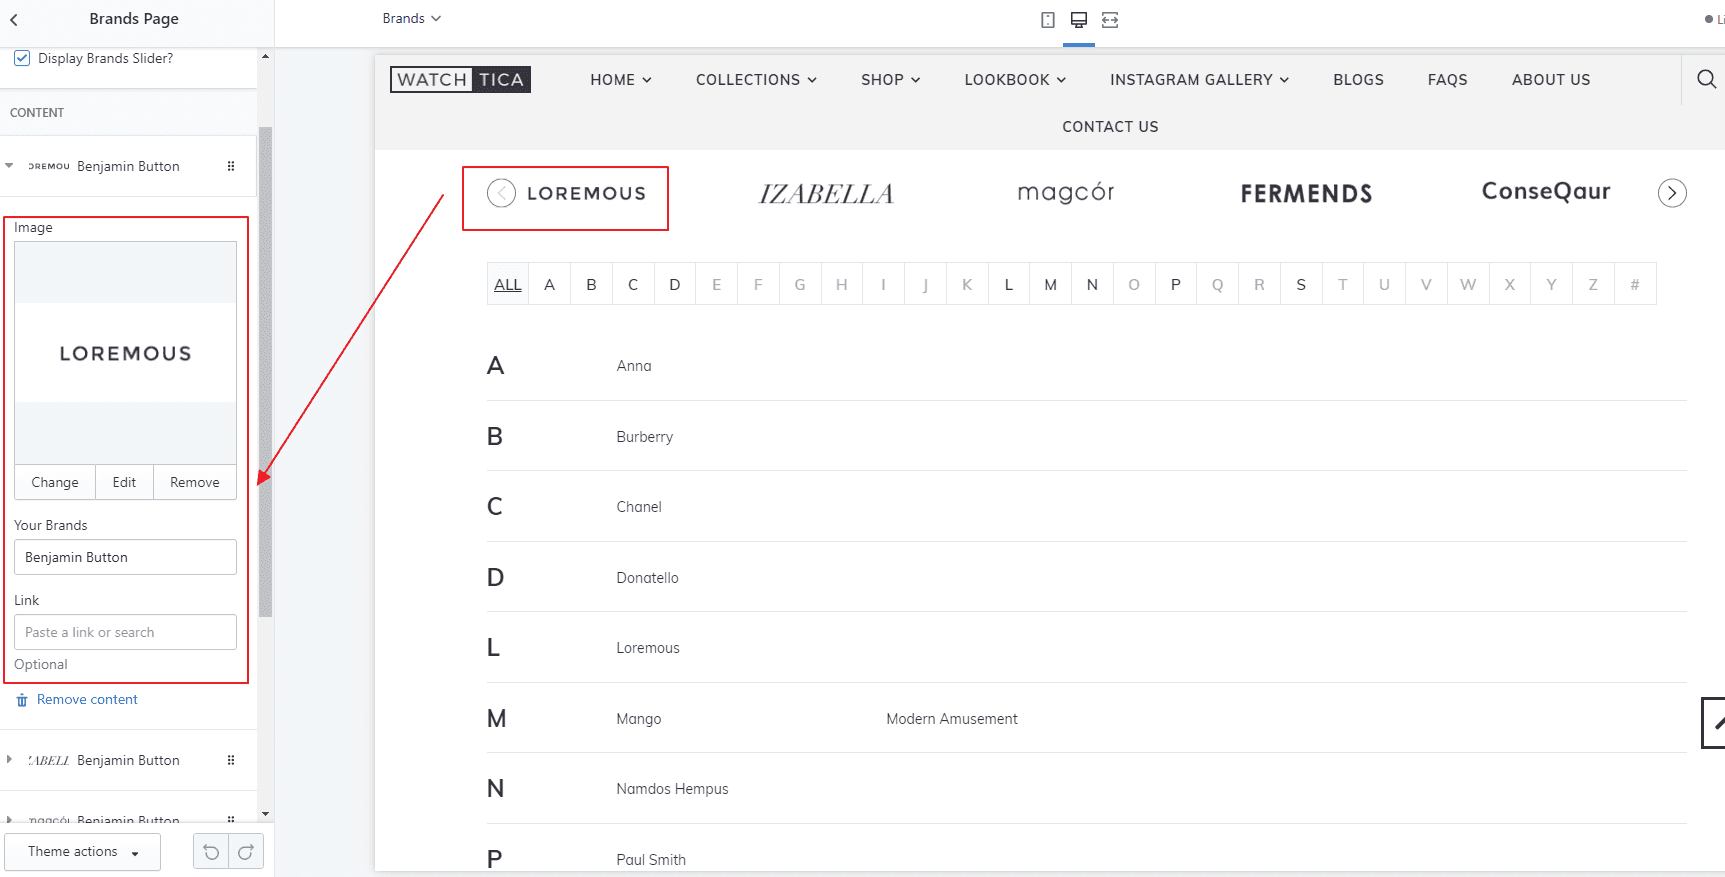 Brands Page
Display Brands Slider?
CONTENT
LOREMOUS Benjamin Button
Image
LOREMOUS
Change Edit Remove
Your Brands
Benjamin Button
Link
Paste a link or search
Optional
Remove content
IZABELL Benjamin Button
magcór Benjamin Button
Theme actions
Brands
WATCH TICA
HOME COLLECTIONS SHOP LOOKBOOK INSTAGRAM GALLERY BLOGS FAQS ABOUT US
CONTACT US
LOREMOUS IZABELLA magcór FERMENDS ConseQaur
ALL A B C D E F G H I J K L M N O P Q R S T U V W X Y Z #
A Anna
B Burberry
C Chanel
D Donatello
L Loremous
M Mango Modern Amusement
N Namdos Hempus
P Paul Smith